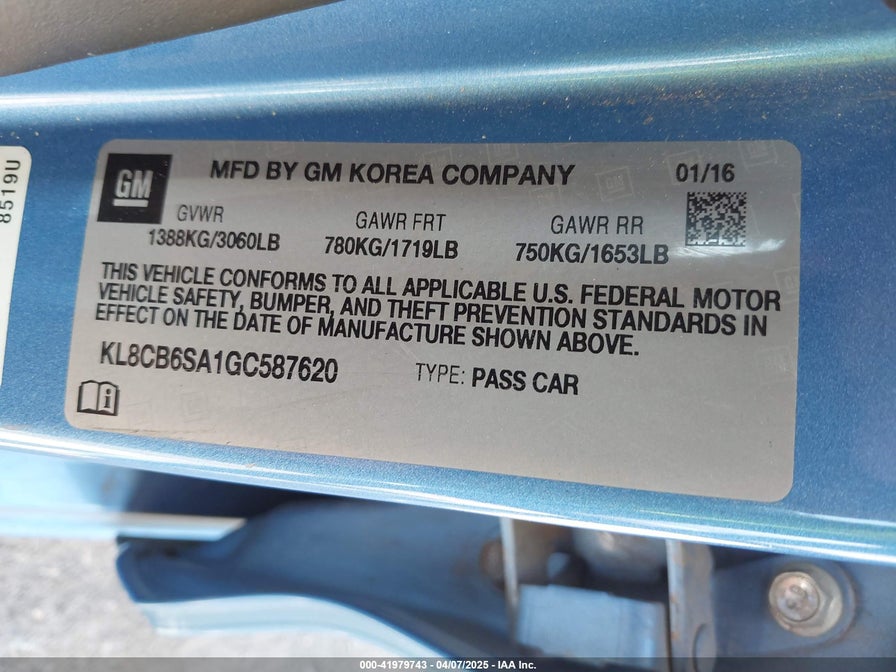 8519U
GM
MFD BY GM KOREA COMPANY 01/16
GVWR GAWR FRT GAWR RR
1388KG/3060LB 780KG/1719LB 750KG/1653LB
THIS VEHICLE CONFORMS TO ALL APPLICABLE U.S. FEDERAL MOTOR
VEHICLE SAFETY, BUMPER, AND THEFT PREVENTION STANDARDS IN
EFFECT ON THE DATE OF MANUFACTURE SHOWN ABOVE.
KL8CB6SA1GC587620 TYPE: PASS CAR
000-41979743 - 04/07/2025 - IAA Inc.